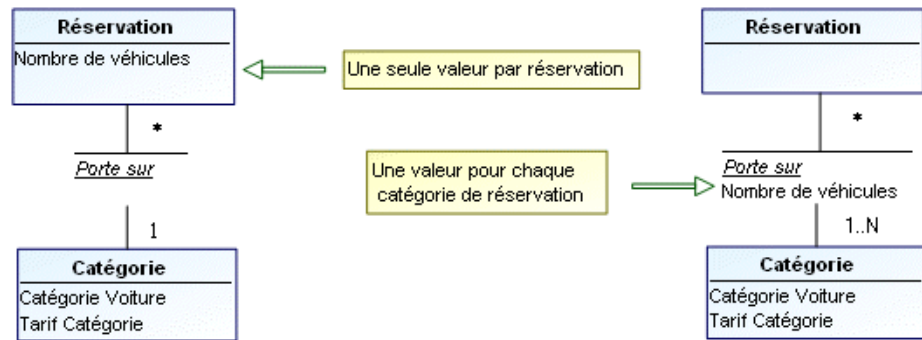 Réservation
Nombre de véhicules
*
Porte sur
1
Catégorie
Catégorie Voiture
Tarif Catégorie
Une seule valeur par réservation
Une valeur pour chaque
catégorie de réservation
Réservation
*
Porte sur
Nombre de véhicules
1..N
Catégorie
Catégorie Voiture
Tarif Catégorie